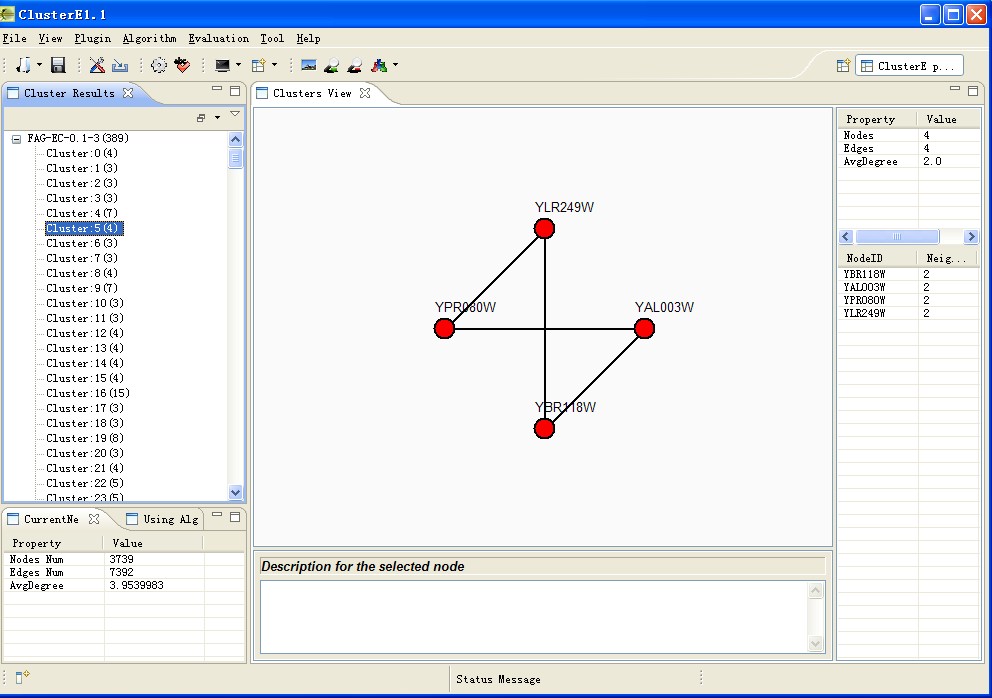 ClusterE1.1
File View Plugin Algorithm Evaluation Tool Help
ClusterE p...
Cluster Results
FAG-EC-0.1-3(389)
Cluster:0(4)
Cluster:1(3)
Cluster:2(3)
Cluster:3(3)
Cluster:4(7)
Cluster:5(4)
Cluster:6(3)
Cluster:7(3)
Cluster:8(4)
Cluster:9(7)
Cluster:10(3)
Cluster:11(3)
Cluster:12(4)
Cluster:13(4)
Cluster:14(4)
Cluster:15(4)
Cluster:16(15)
Cluster:17(3)
Cluster:18(3)
Cluster:19(8)
Cluster:20(3)
Cluster:21(4)
Cluster:22(5)
Cluster:23(5)
CurrentNe
Using Alg
Property Value
Nodes Num 3739
Edges Num 7392
AvgDegree 3.9539983
Clusters View
YLR249W
YPR080W
YAL003W
YBR118W
Description for the selected node
Property Value
Nodes 4
Edges 4
AvgDegree 2.0
NodeID Neig...
YBR118W 2
YAL003W 2
YPR080W 2
YLR249W 2
Status Message